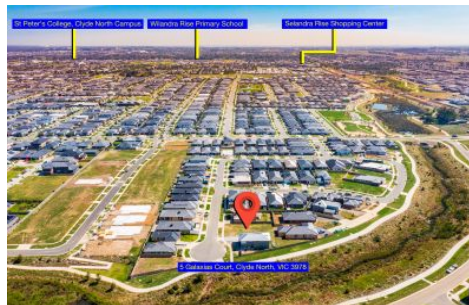 St Peter's College, Clyde North Campus
Wilandra Rise Primary School
Selandra Rise Shopping Center
5 Galaxias Court, Clyde North, VIC 3978